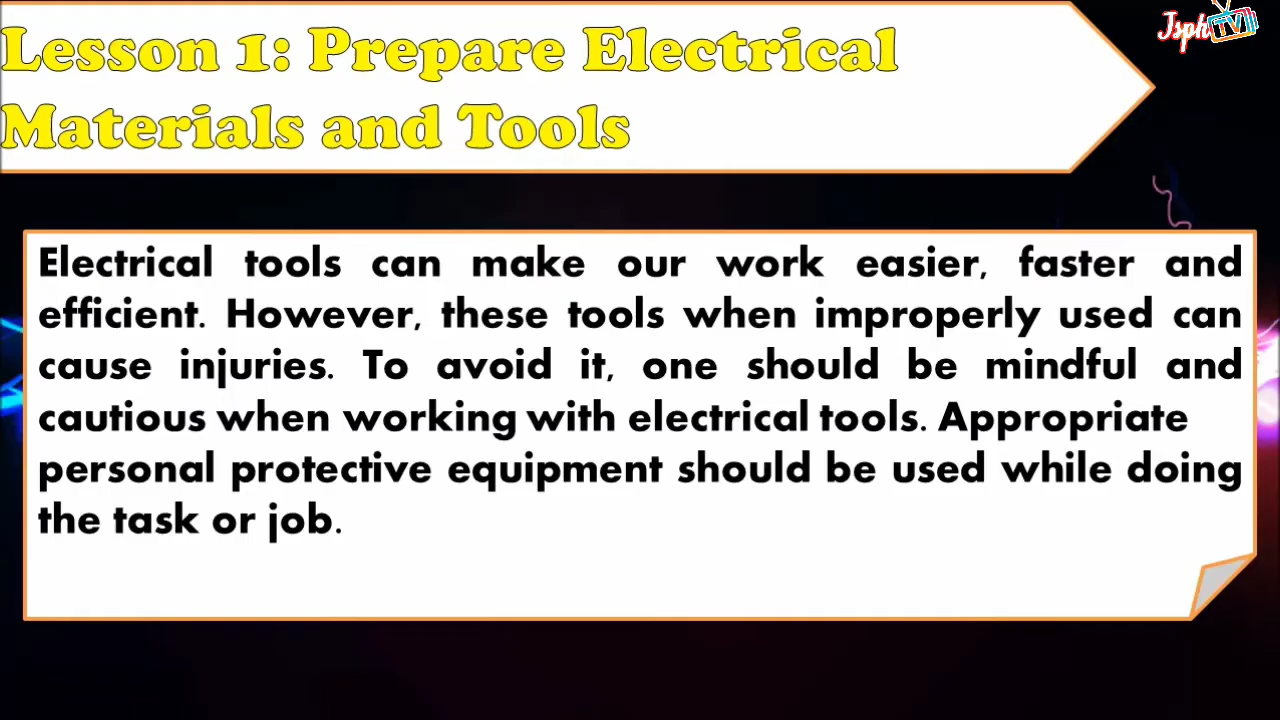 Lesson 1: Prepare Electrical
Materials and Tools
Jsph TV
Electrical tools can make our work easier, faster and
efficient. However, these tools when improperly used can
cause injuries. To avoid it, one should be mindful and
cautious when working with electrical tools. Appropriate
personal protective equipment should be used while doing
the task or job.